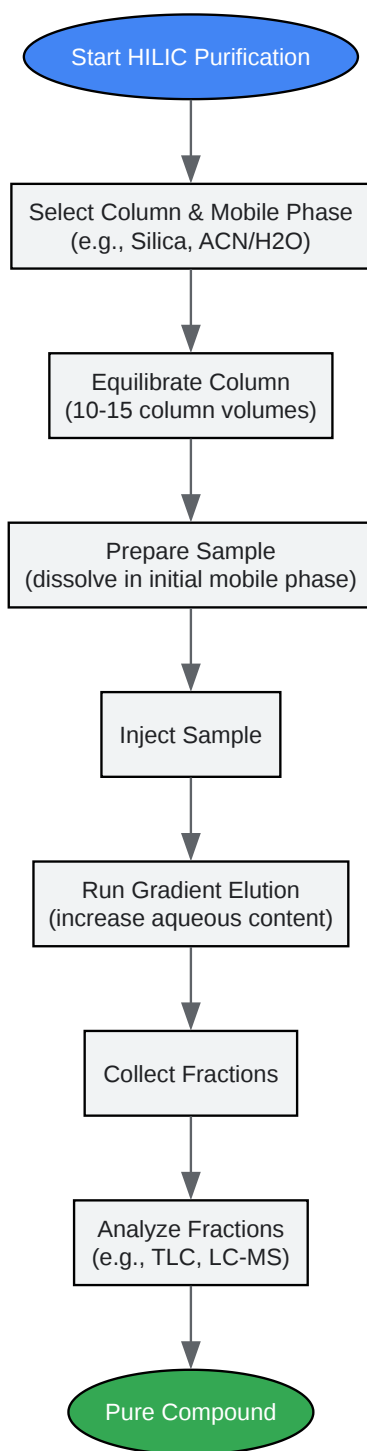 Start HILIC Purification
Select Column & Mobile Phase
(e.g., Silica, ACN/H2O)
Equilibrate Column
(10-15 column volumes)
Prepare Sample
(dissolve in initial mobile phase)
Inject Sample
Run Gradient Elution
(increase aqueous content)
Collect Fractions
Analyze Fractions
(e.g., TLC, LC-MS)
Pure Compound